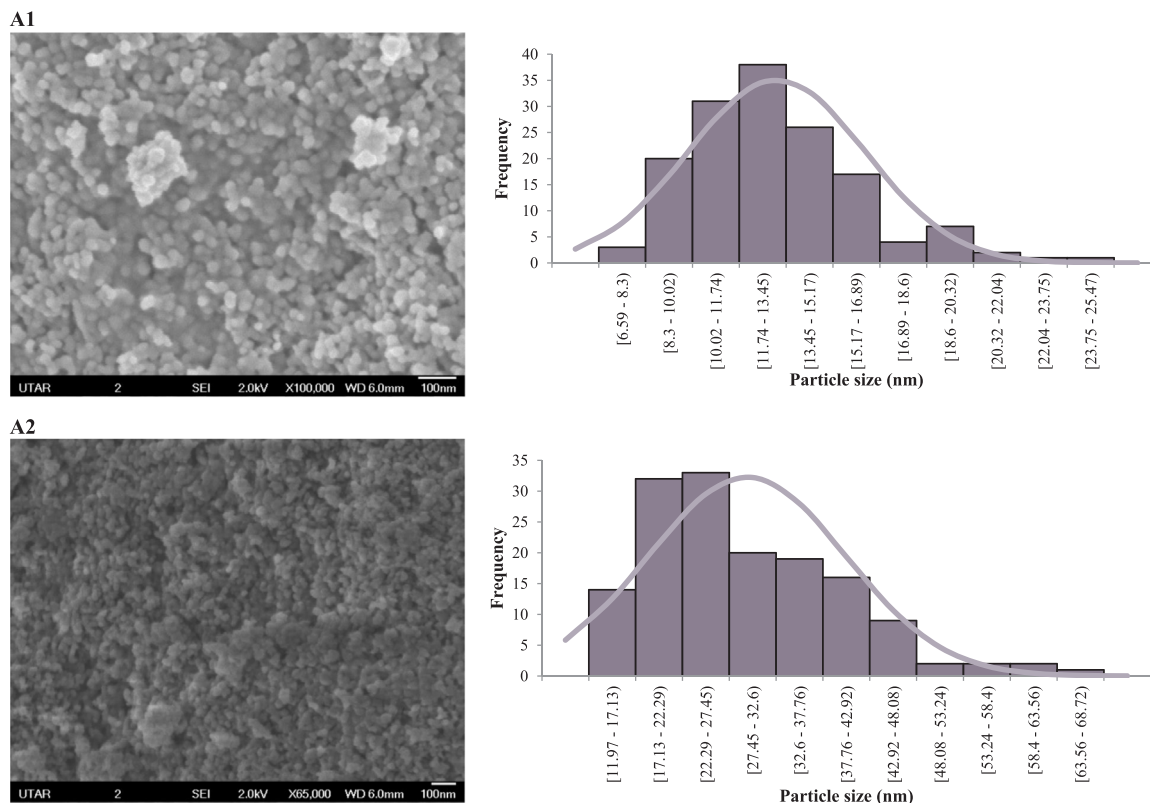 A1
40
35
30
25
20
15
10
5
0
Frequency
[6.59 - 8.3)
[8.3 - 10.02)
[10.02 - 11.74)
[11.74 - 13.45)
[13.45 - 15.17)
[15.17 - 16.89)
[16.89 - 18.6)
[18.6 - 20.32)
[20.32 - 22.04)
[22.04 - 23.75)
[23.75 - 25.47)
Particle size (nm)
UTAR 2 SEI 2.0kV X100,000 WD 6.0mm 100nm
A2
35
30
25
20
15
10
5
0
Frequency
[11.97 - 17.13)
[17.13 - 22.29)
[22.29 - 27.45)
[27.45 - 32.6)
[32.6 - 37.76)
[37.76 - 42.92)
[42.92 - 48.08)
[48.08 - 53.24)
[53.24 - 58.4)
[58.4 - 63.56)
[63.56 - 68.72)
Particle size (nm)
UTAR 2 SEI 2.0kV X65,000 WD 6.0mm 100nm